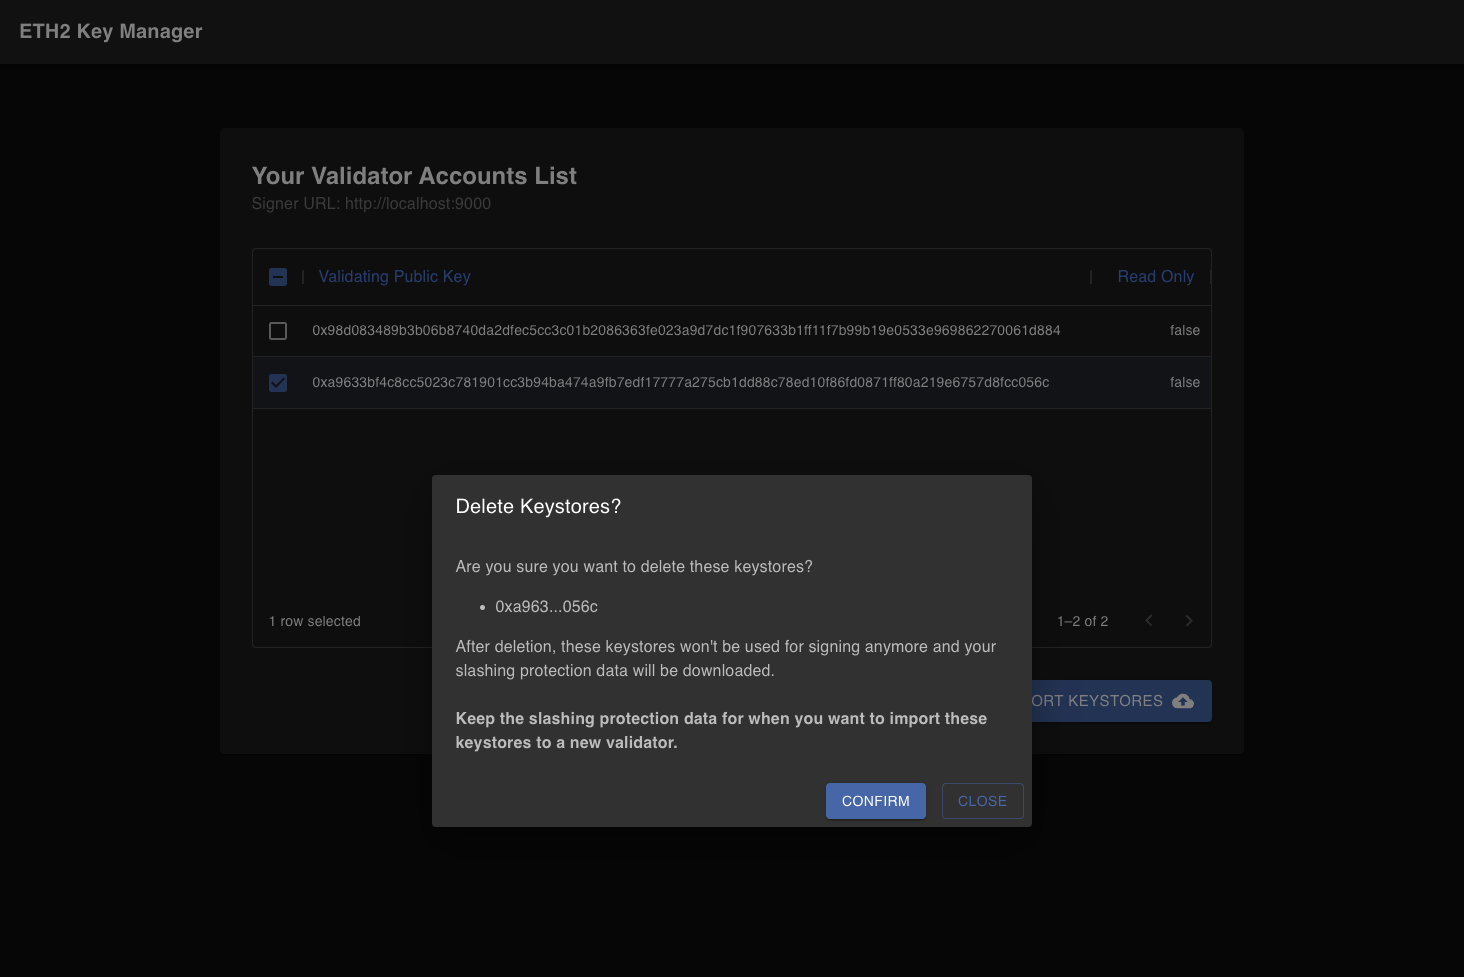 ETH2 Key Manager
Your Validator Accounts List
Signer URL: http://localhost:9000
Validating Public Key
Read Only
0x98d083489b3b06b8740da2dfec5cc3c01b2086363fe023a9d7dc1f907633b1ff11f7b99b19e0533e969862270061d884 false
0xa9633bf4c8cc5023c781901cc3b94ba474a9fb7edf17777a275cb1dd88c78ed10f86fd0871ff80a219e6757d8fcc056c false
Delete Keystores?
Are you sure you want to delete these keystores?
• 0xa963...056c
After deletion, these keystores won't be used for signing anymore and your
slashing protection data will be downloaded.
Keep the slashing protection data for when you want to import these
keystores to a new validator.
CONFIRM CLOSE
1 row selected
1–2 of 2
ORT KEYSTORES